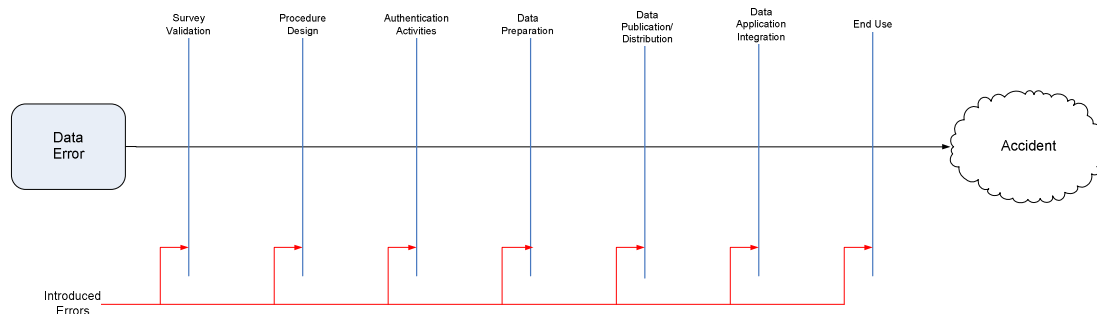 Survey
Validation
Procedure
Design
Authentication
Activities
Data
Preparation
Data
Publication/
Distribution
Data
Application
Integration
End Use
Data
Error
Accident
Introduced
Errors